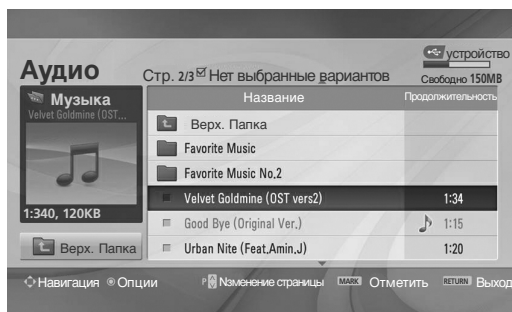 устройство
Аудио
Стр. 2/3 Нет выбранные вариантов
Свободно 150MB
Музыка
Velvet Goldmine (OST...
1:340, 120KB
Верх. Папка
Название
Продолжительность
Верх. Папка
Favorite Music
Favorite Music No.2
Velvet Goldmine (OST vers2) 1:34
Good Bye (Original Ver.) 1:15
Urban Nite (Feat,Amin,J) 1:20
Навигация Опции P Nзменение страницы MARK Отметить RETURN Выход